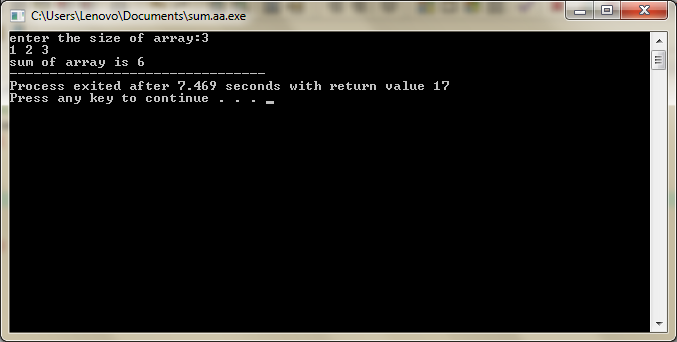 C:\Users\Lenovo\Documents\sum.aa.exe
enter the size of array:3
1 2 3
sum of array is 6
--------------------------------
Process exited after 7.469 seconds with return value 17
Press any key to continue . . .